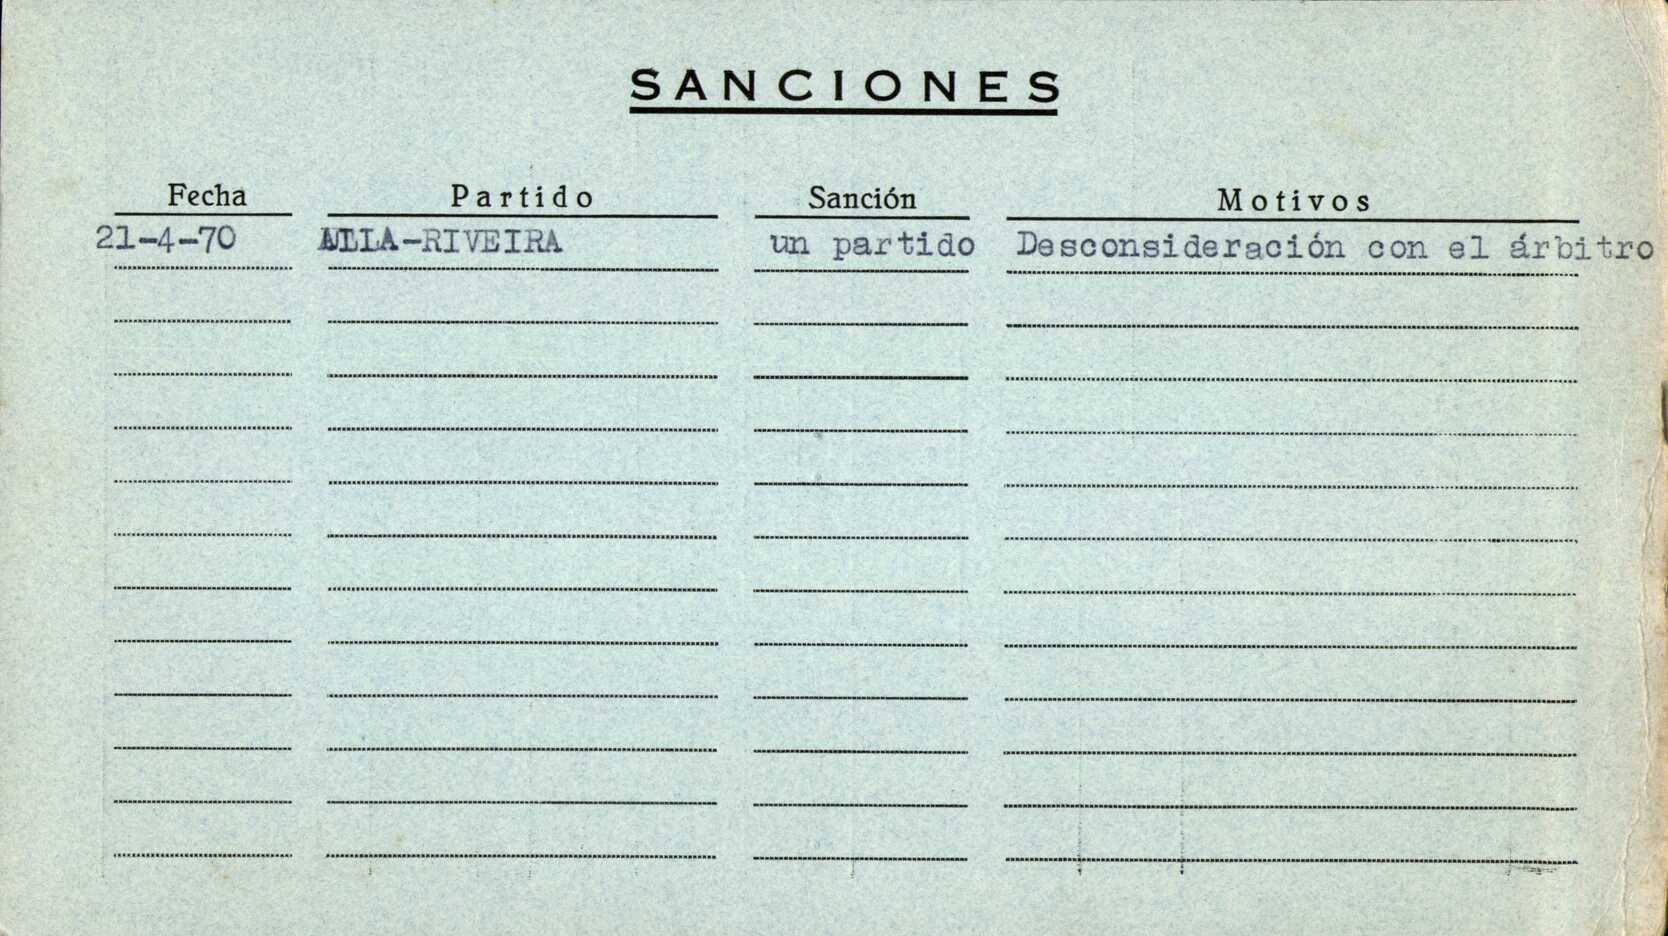 SANCIONES
Fecha Partido Sanción Motivos
21-4-70 -RIVEIRA un partido Desconsideración con el árbitro